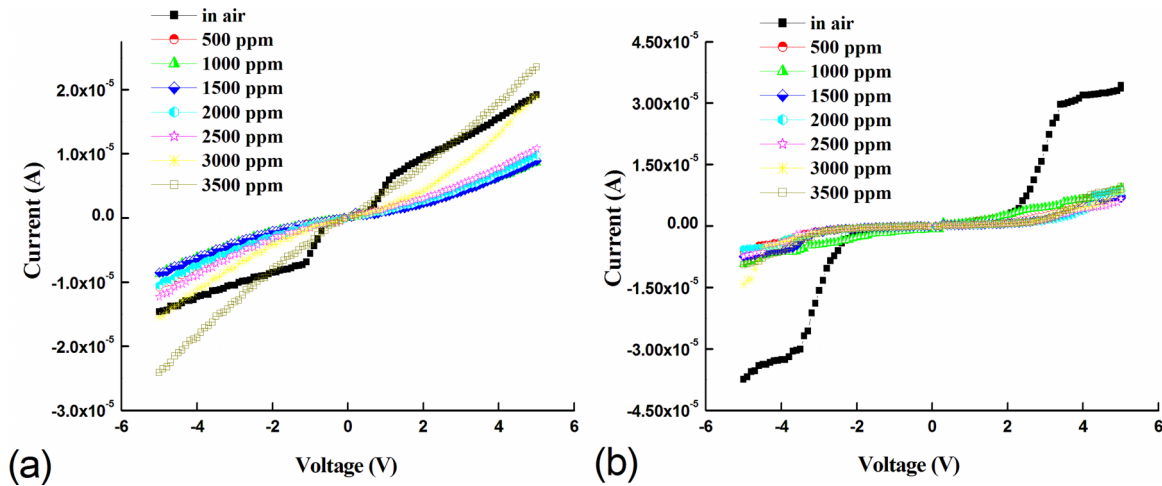 in air
500 ppm
1000 ppm
1500 ppm
2000 ppm
2500 ppm
3000 ppm
3500 ppm
2.0x10-5
1.0x10-5
0.0
-1.0x10-5
-2.0x10-5
-3.0x10-5
-6 -4 -2 0 2 4 6
Current (A)
Voltage (V)
(a)
in air
500 ppm
1000 ppm
1500 ppm
2000 ppm
2500 ppm
3000 ppm
3500 ppm
4.50x10-5
3.00x10-5
1.50x10-5
0.00
-1.50x10-5
-3.00x10-5
-4.50x10-5
-6 -4 -2 0 2 4 6
Current (A)
Voltage (V)
(b)